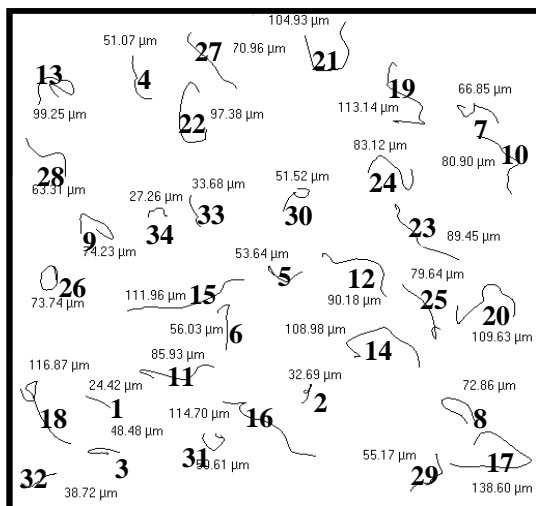 104.93 µm
51.07 µm 27 70.96 µm 21
13 4 19
99.25 µm 22 97.38 µm 113.14 µm 66.85 µm
7
83.12 µm 10
28 80.90 µm
63.31 µm 33.68 µm 51.52 µm 24
27.26 µm 33 30
9 34 23
74.23 µm 89.45 µm
53.64 µm
26 15 5 12 79.64 µm
73.74 µm 111.96 µm 90.18 µm 25 20
56.03 µm 6 108.98 µm 109.63 µm
85.93 µm 14
116.87 µm 11
24.42 µm 32.69 µm 72.86 µm
18 1 114.70 µm 16 2 8
48.48 µm
32 3 31 55.17 µm 17
59.61 µm 29
38.72 µm 138.60 µm